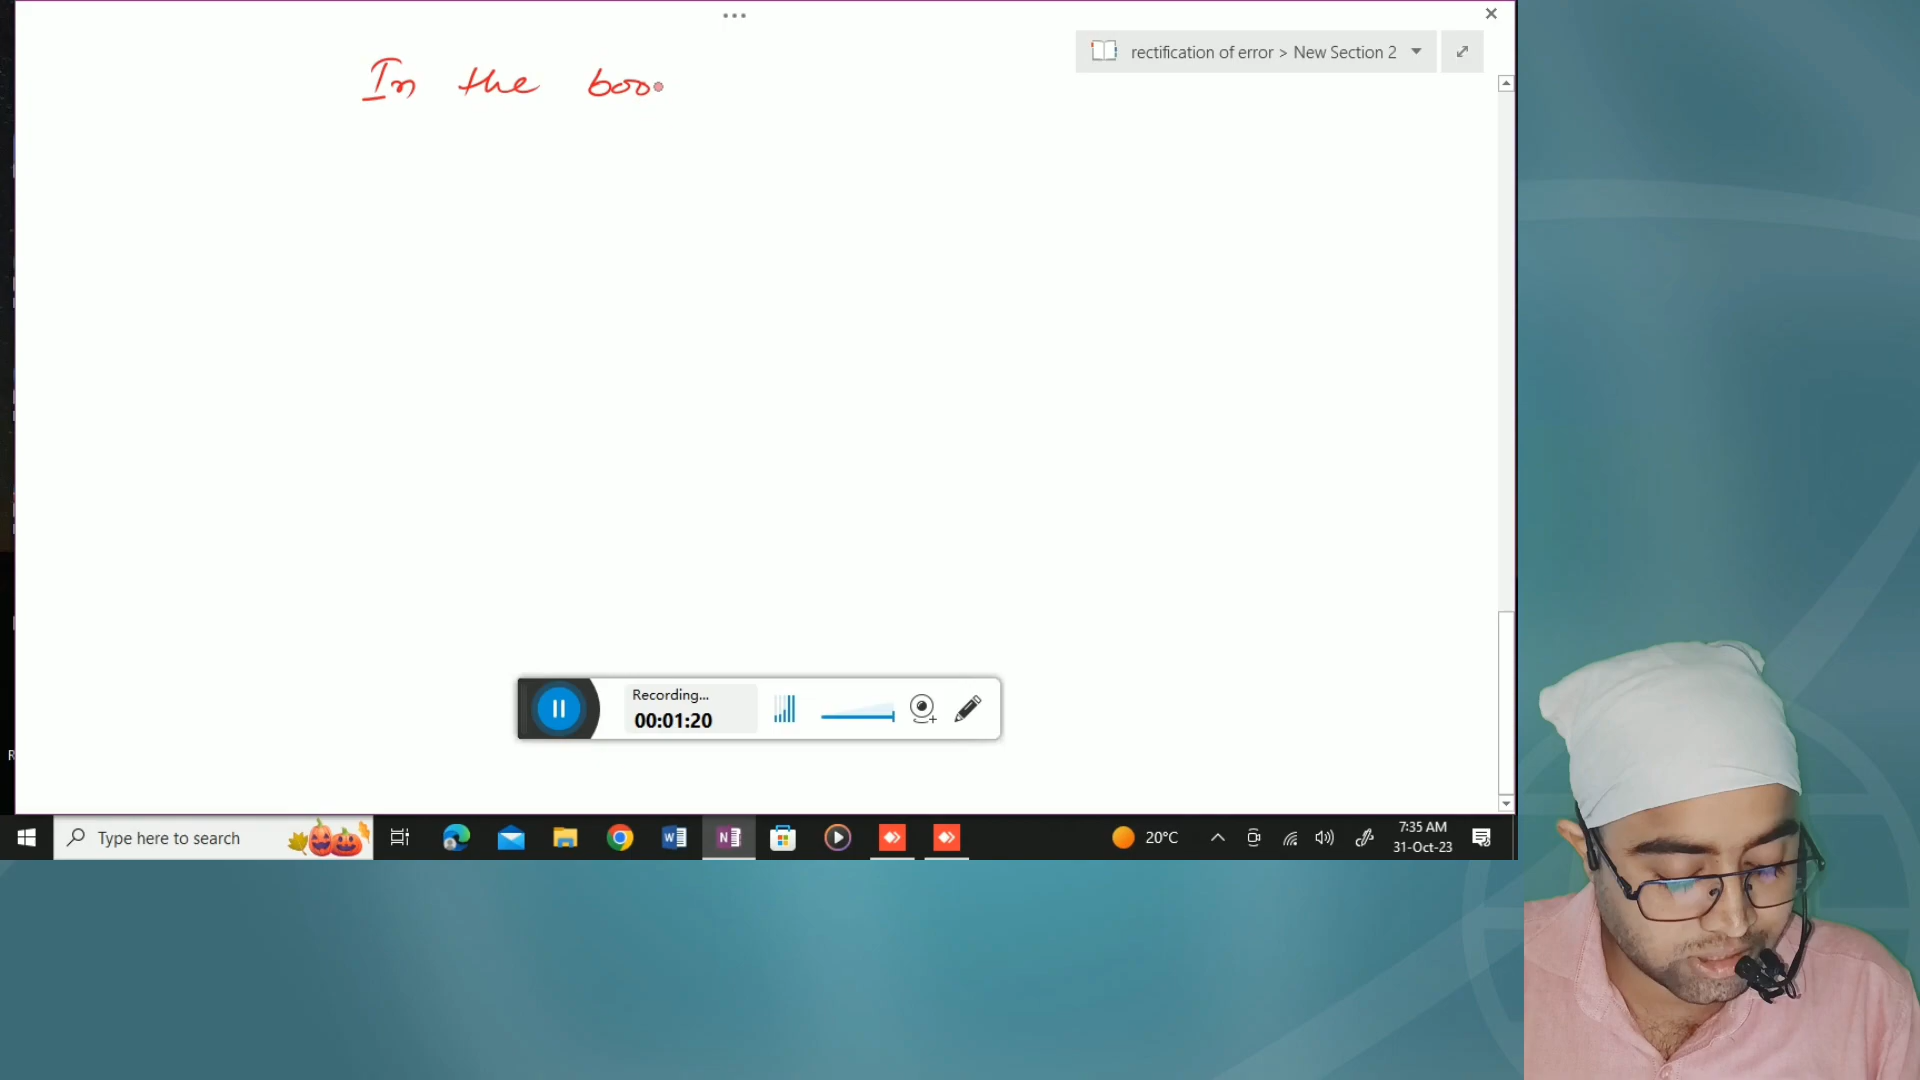 rectification of error > New Section 2
In the boo
Recording...
00:01:20
R
Type here to search
20°C
7:35 AM
31-Oct-23